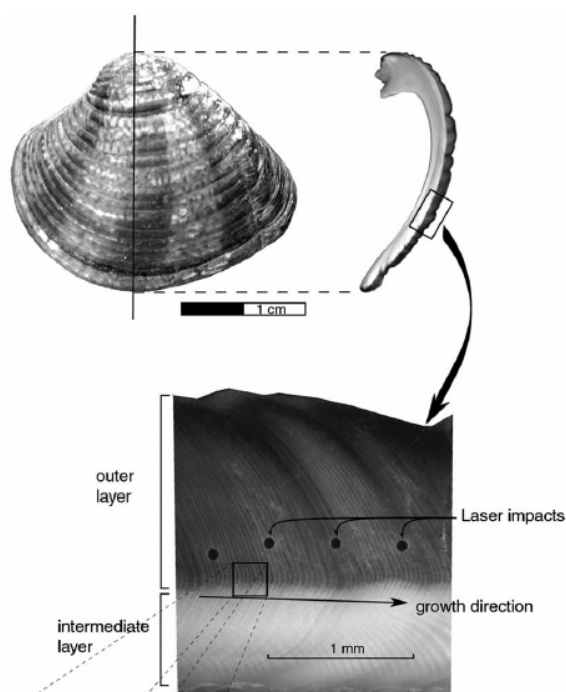 1 cm
outer
layer
Laser impacts
growth direction
intermediate
layer
1 mm